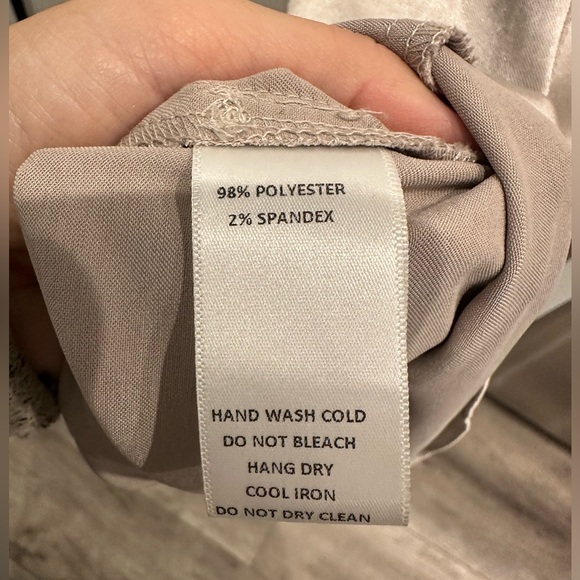 98% POLYESTER
2% SPANDEX
HAND WASH COLD
DO NOT BLEACH
HANG DRY
COOL IRON
DO NOT DRY CLEAN